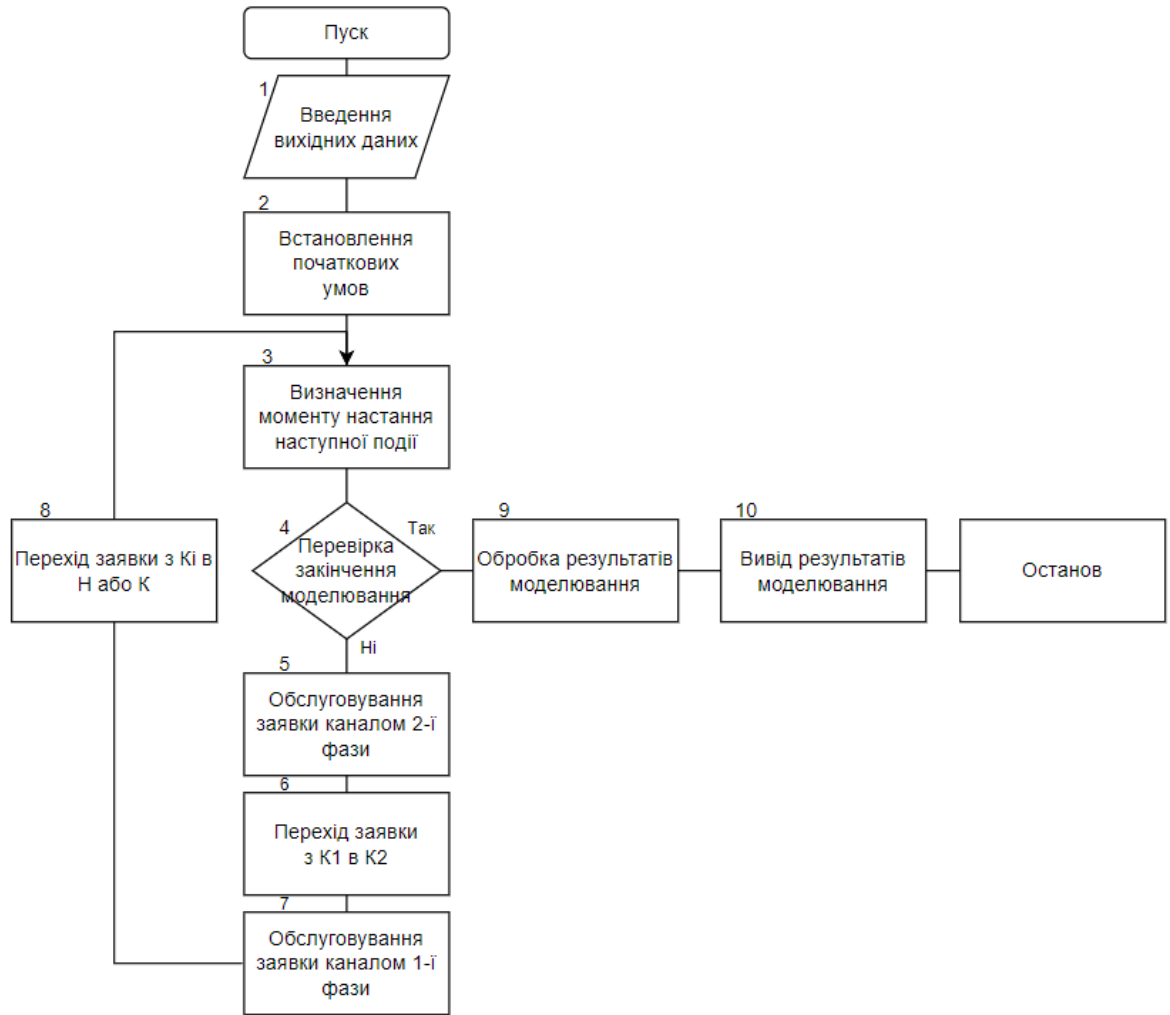 Пуск
1
Введення
вихідних даних
2
Встановлення
початкових
умов
3
Визначення
моменту настання
наступної події
4
Перевірка
закінчення
моделювання
Так
Ні
9
Обробка результатів
моделювання
10
Вивід результатів
моделювання
Останов
5
Обслуговування
заявки каналом 2-ї
фази
6
Перехід заявки
з К1 в К2
7
Обслуговування
заявки каналом 1-ї
фази
8
Перехід заявки з Кі в
Н або К